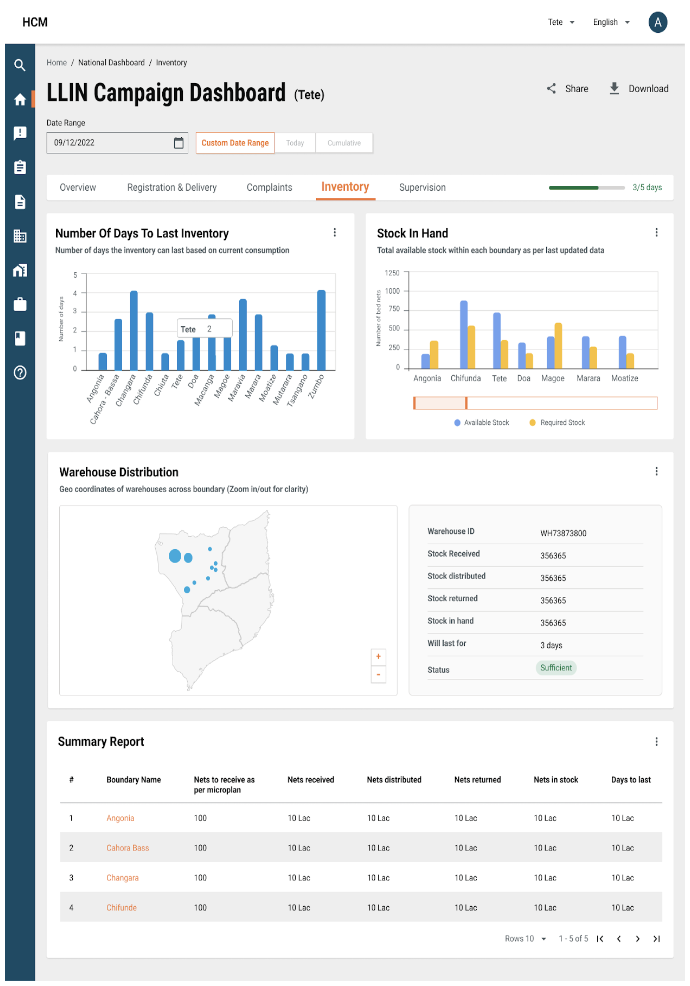 HCM
Tete
English
A
Home / National Dashboard / Inventory
LLIN Campaign Dashboard (Tete)
Share
Download
Date Range
09/12/2022
Custom Date Range
Today
Cumulative
Overview
Registration & Delivery
Complaints
Inventory
Supervision
3/5 days
Number Of Days To Last Inventory
Number of days the inventory can last based on current consumption
Number of days
5
4
3
2
1
0
Tete 2
Angonia
Cahora - Bassa
Changara
Chifunda
Chiuta
Tete
Doa
Macanga
Magoe
Maravia
Marara
Moatize
Mutarara
Tsangano
Zumbo
Stock In Hand
Total available stock within each boundary as per last updated data
Number of bed nets
1250
1000
750
500
250
0
Angonia
Chifunda
Tete
Doa
Magoe
Marara
Moatize
Available Stock
Required Stock
Warehouse Distribution
Geo coordinates of warehouses across boundary (Zoom in/out for clarity)
+
-
Warehouse ID WH73873800
Stock Received 356365
Stock distributed 356365
Stock returned 356365
Stock in hand 356365
Will last for 3 days
Status Sufficient
Summary Report
# Boundary Name Nets to receive as per microplan Nets received Nets distributed Nets returned Nets in stock Days to last
1 Angonia 100 10 Lac 10 Lac 10 Lac 10 Lac 10 Lac
2 Cahora Bass 100 10 Lac 10 Lac 10 Lac 10 Lac 10 Lac
3 Changara 100 10 Lac 10 Lac 10 Lac 10 Lac 10 Lac
4 Chifunde 100 10 Lac 10 Lac 10 Lac 10 Lac 10 Lac
Rows 10
1 - 5 of 5